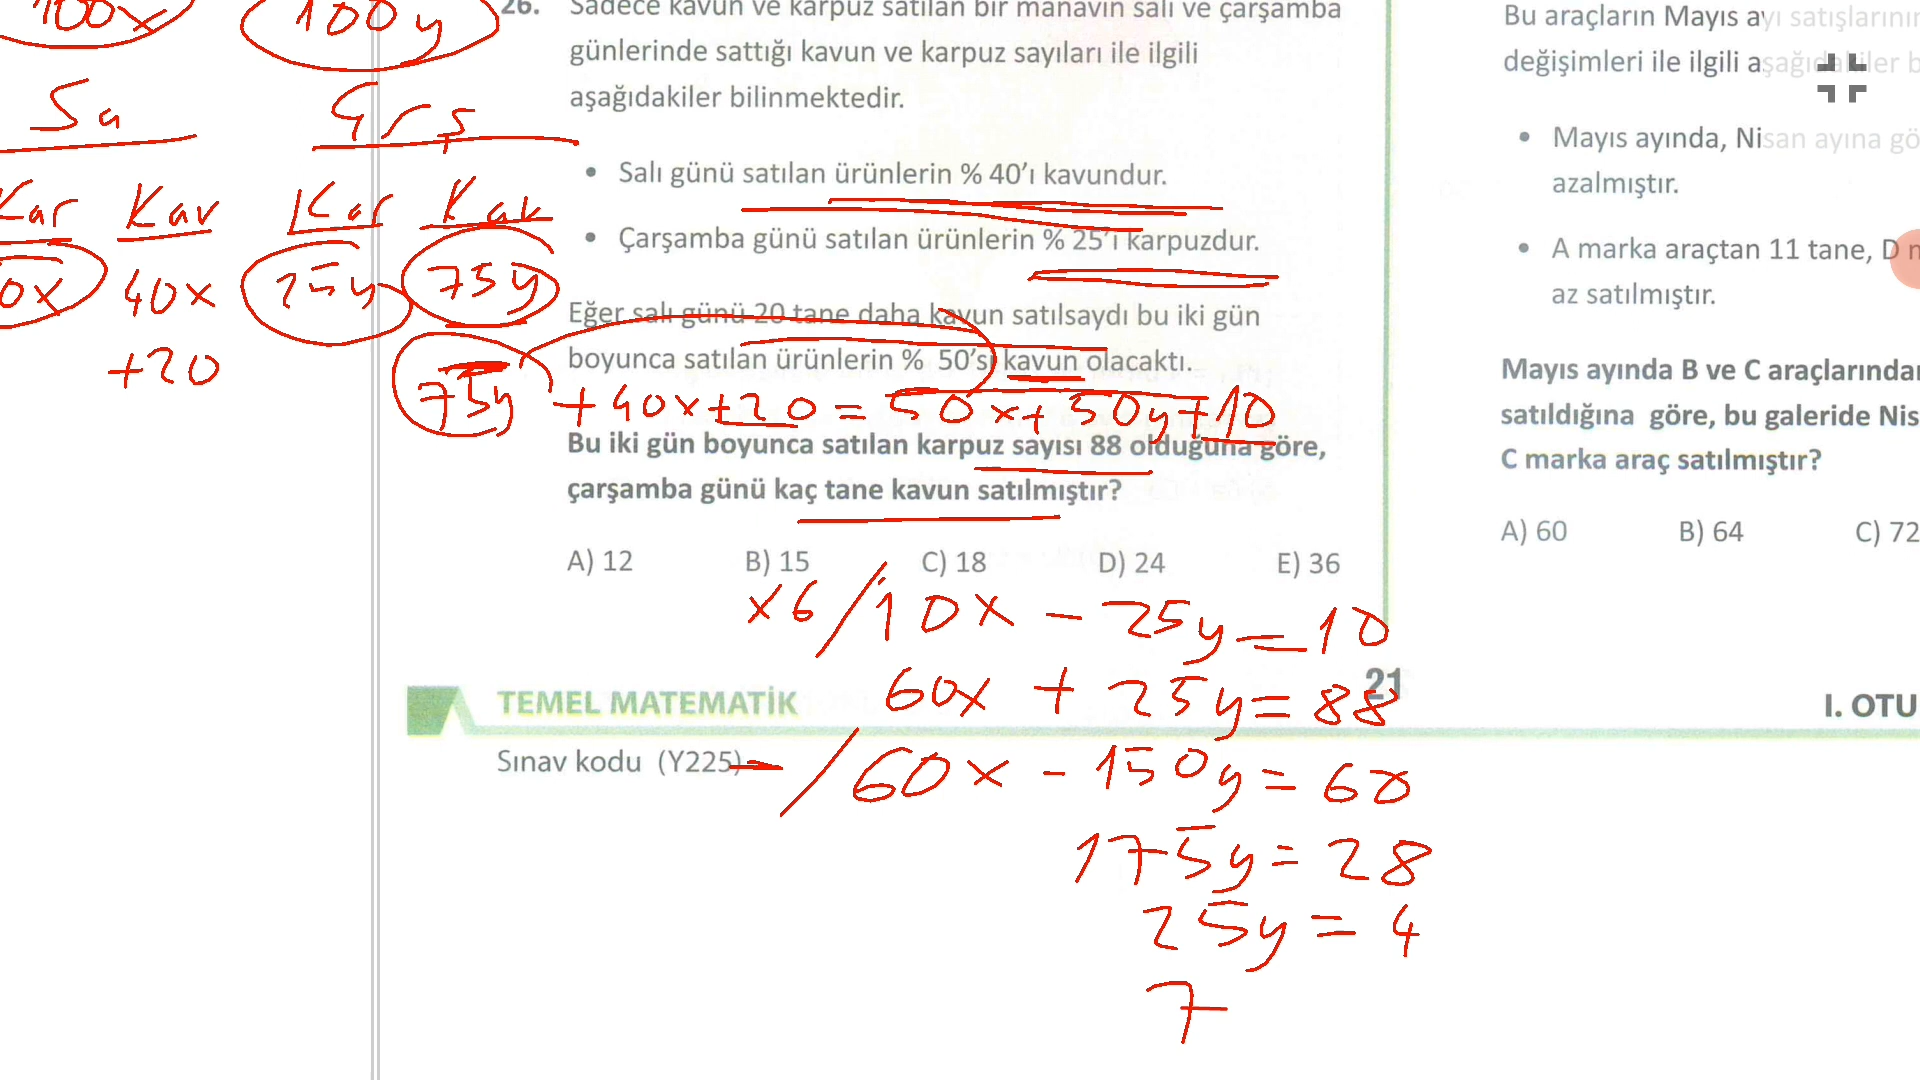 100x 100y
Sa Çrş
Kar Kav Kar Kav
0x 40x 25y 75y
+20
26. Sadece kavun ve karpuz satılan bir manavın salı ve çarşamba
günlerinde sattığı kavun ve karpuz sayıları ile ilgili
aşağıdakiler bilinmektedir.
• Salı günü satılan ürünlerin % 40'ı kavundur.
• Çarşamba günü satılan ürünlerin % 25'i karpuzdur.
Eğer salı günü 20 tane daha kavun satılsaydı bu iki gün
boyunca satılan ürünlerin % 50'si kavun olacaktı.
75y + 40x + 20 = 50x + 50y + 10
Bu iki gün boyunca satılan karpuz sayısı 88 olduğuna göre,
çarşamba günü kaç tane kavun satılmıştır?
A) 12 B) 15 C) 18 D) 24 E) 36
x6 / 10x - 25y = 10
60x + 25y = 88
- / 60x - 150y = 60
175y = 28
25y = 4
7
21
TEMEL MATEMATİK
Sınav kodu (Y225)
Bu araçların Mayıs ayı satışlarının
değişimleri ile ilgili aşağıdakiler b
• Mayıs ayında, Nisan ayına gö
azalmıştır.
• A marka araçtan 11 tane, D m
az satılmıştır.
Mayıs ayında B ve C araçlarından
satıldığına göre, bu galeride Nis
C marka araç satılmıştır?
A) 60 B) 64 C) 72
I. OTU